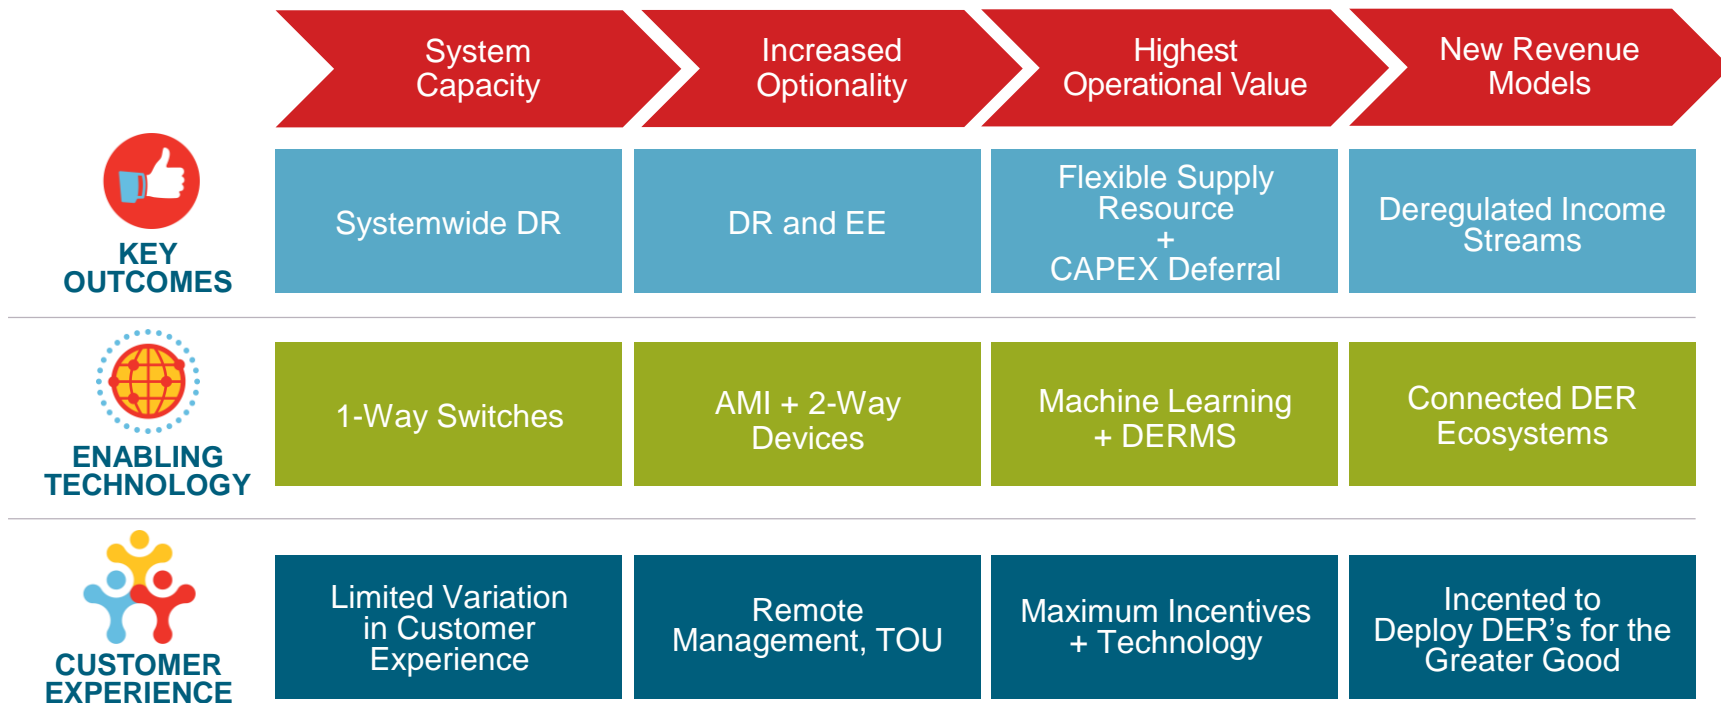 System
Capacity
Increased
Optionality
Highest
Operational Value
New Revenue
Models
KEY
OUTCOMES
Systemwide DR
DR and EE
Flexible Supply
Resource
+
CAPEX Deferral
Deregulated Income
Streams
ENABLING
TECHNOLOGY
1-Way Switches
AMI + 2-Way
Devices
Machine Learning
+ DERMS
Connected DER
Ecosystems
CUSTOMER
EXPERIENCE
Limited Variation
in Customer
Experience
Remote
Management, TOU
Maximum Incentives
+ Technology
Incented to
Deploy DER's for the
Greater Good